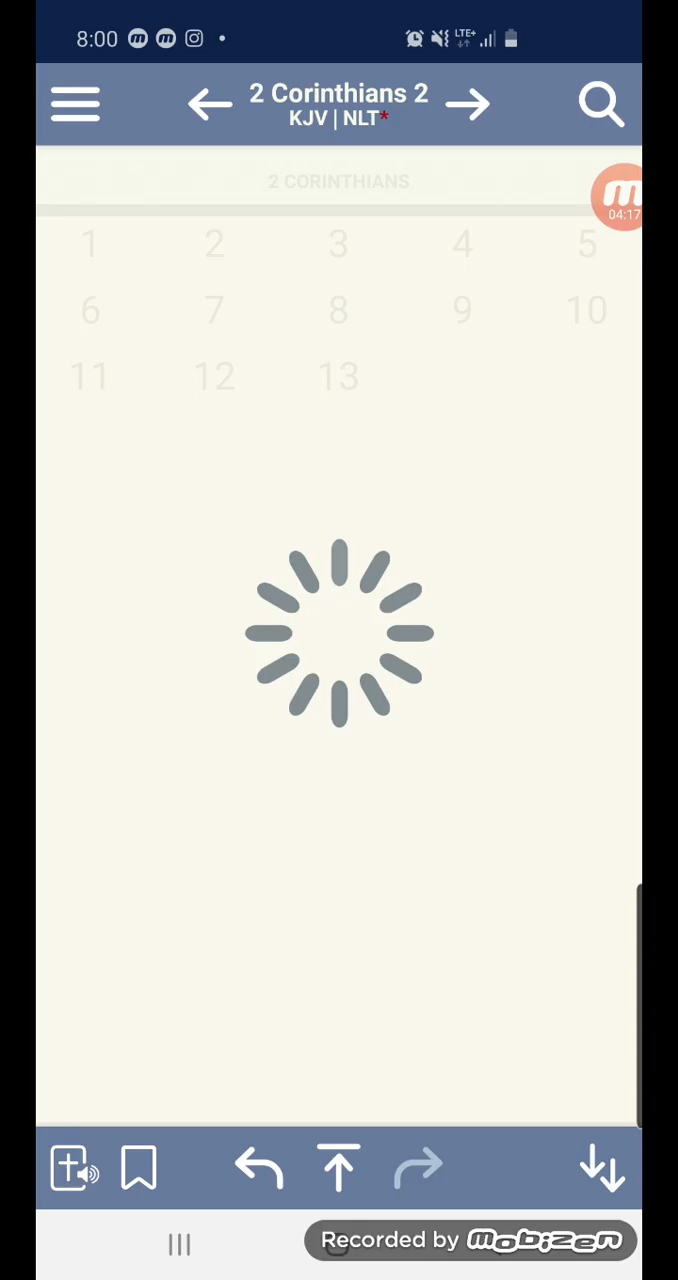 8:00 LTE+
2 Corinthians 2
KJV | NLT*
2 CORINTHIANS
04:17
1 2 3 4 5
6 7 8 9 10
11 12 13
Recorded by mobizen